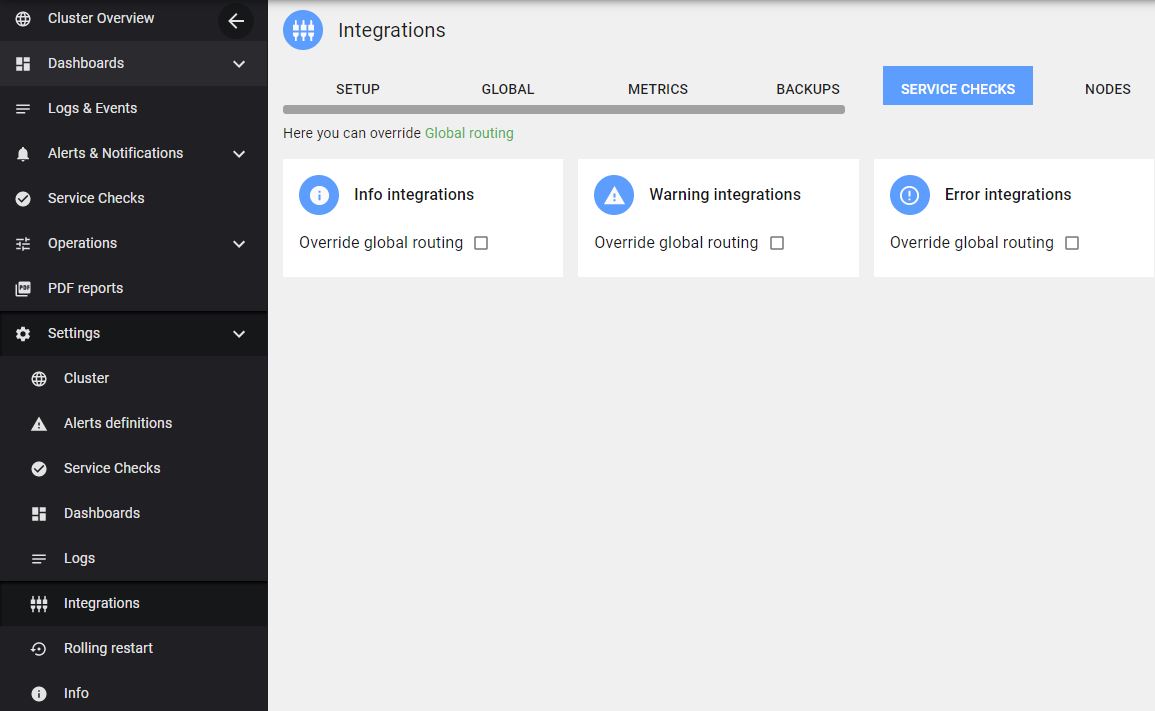 Cluster Overview
Dashboards
Logs & Events
Alerts & Notifications
Service Checks
Operations
PDF
PDF reports
Settings
Cluster
Alerts definitions
Service Checks
Dashboards
Logs
Integrations
Rolling restart
Info
Integrations
SETUP GLOBAL METRICS BACKUPS SERVICE CHECKS NODES
Here you can override Global routing
Info integrations
Override global routing
Warning integrations
Override global routing
Error integrations
Override global routing